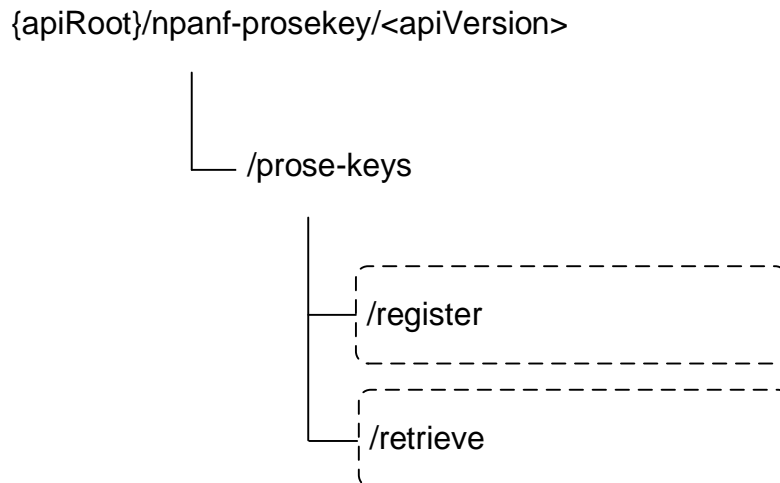 {apiRoot}/npanf-prosekey/<apiVersion>
/prose-keys
/register
/retrieve